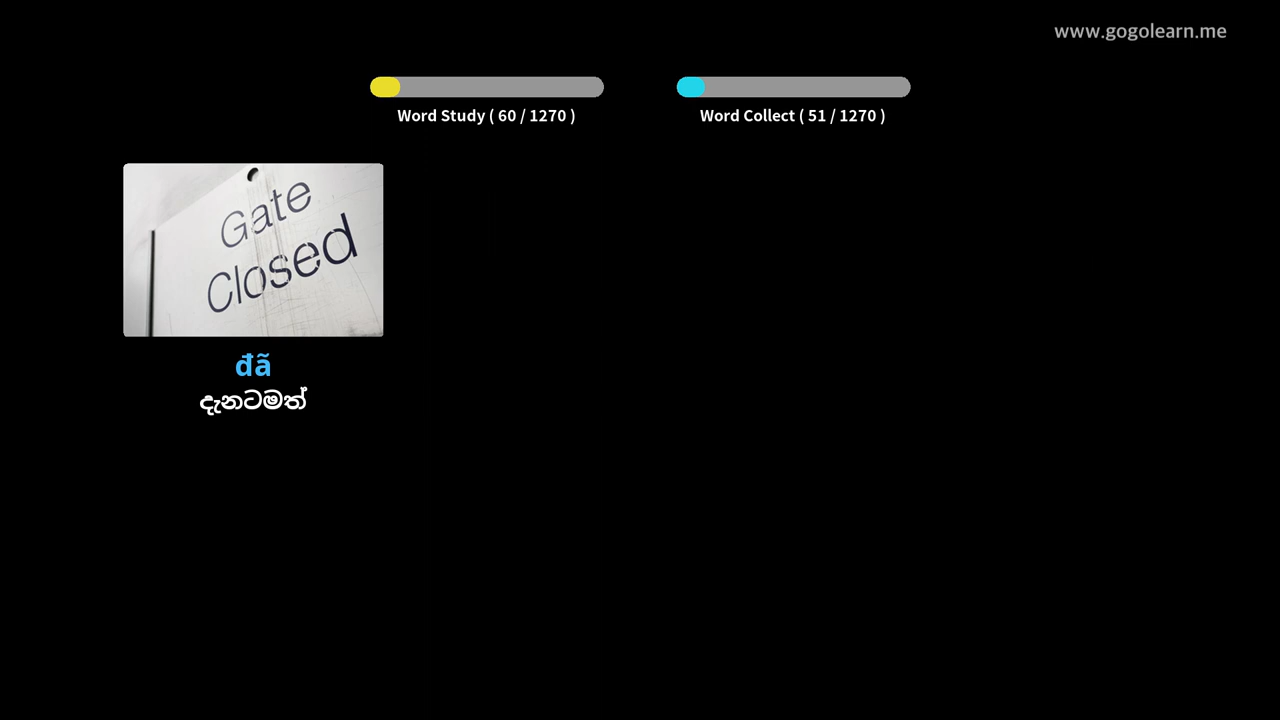 www.gogolearn.me
Word Study ( 60 / 1270 )
Word Collect ( 51 / 1270 )
Gate
Closed
đã
දැනටමත්